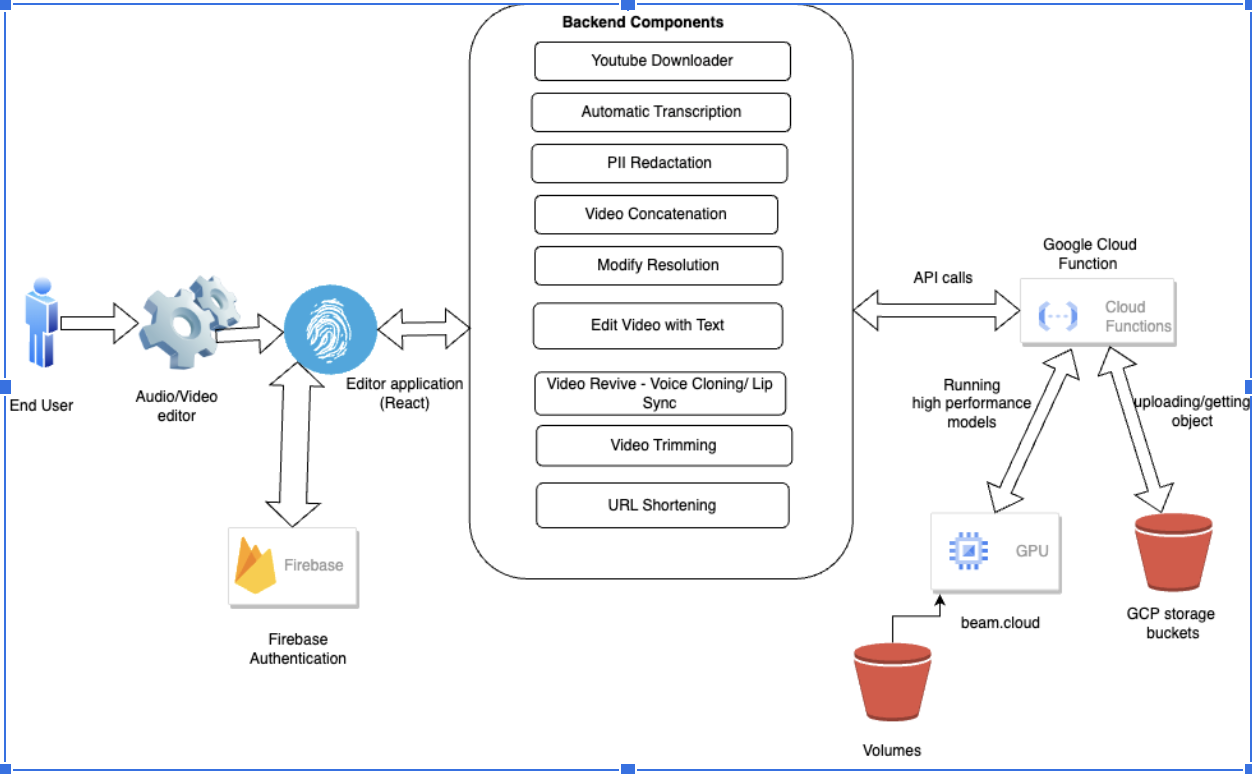 Backend Components
Youtube Downloader
Automatic Transcription
PII Redactation
Video Concatenation
Modify Resolution
Edit Video with Text
Video Revive - Voice Cloning/ Lip
Sync
Video Trimming
URL Shortening
End User
Audio/Video
editor
Editor application
(React)
Firebase
Firebase
Authentication
API calls
Google Cloud
Function
Cloud
Functions
Running
high performance
models
uploading/getting
object
GPU
beam.cloud
GCP storage
buckets
Volumes